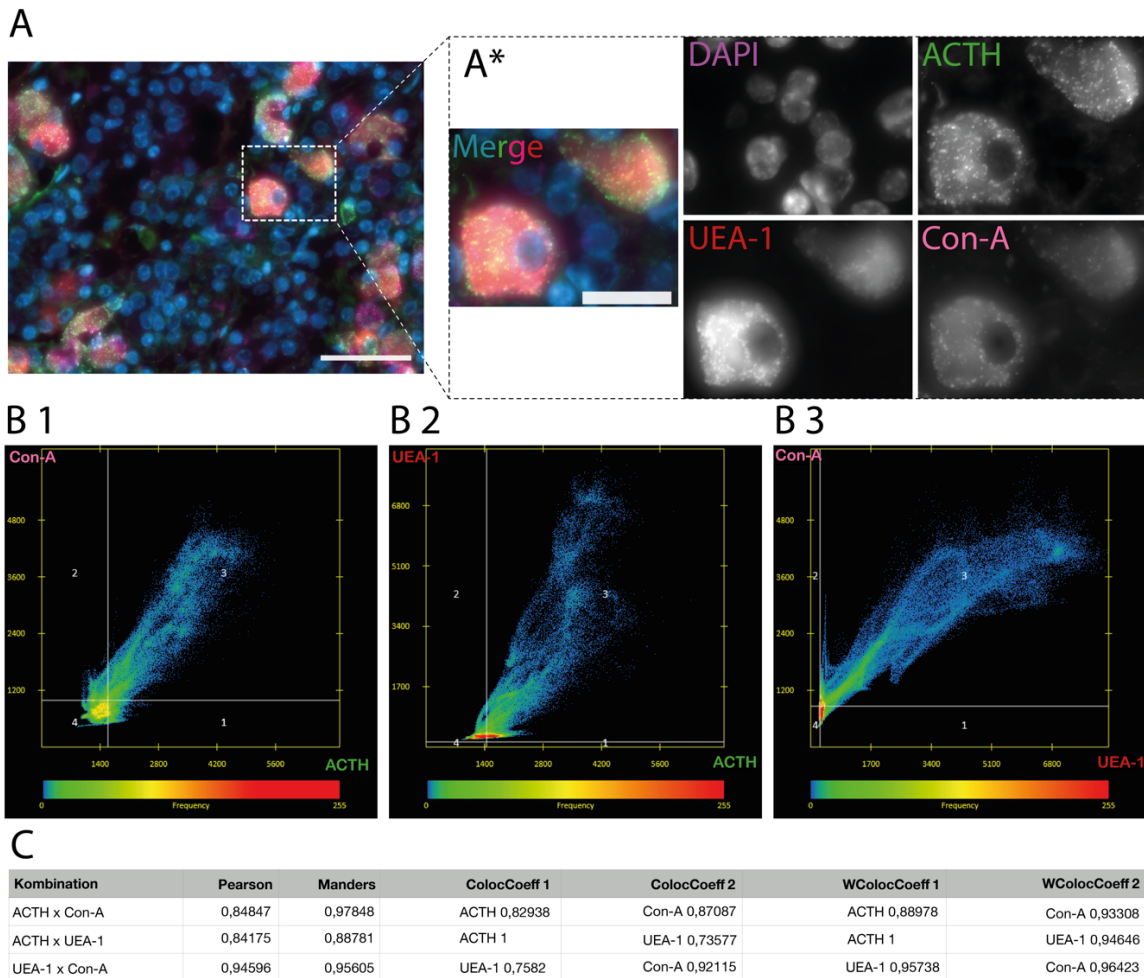 A
A*
DAPI
ACTH
Merge
UEA-1
Con-A
B 1
B 2
B 3
Con-A
4800
3600
2400
1200
2
3
4
1
1400 2800 4200 5600
ACTH
0 Frequency 255
UEA-1
6800
5100
3400
1700
2
3
4
1
1400 2800 4200 5600
ACTH
0 Frequency 255
Con-A
4800
3600
2400
1200
2
3
4
1
1700 3400 5100 6800
UEA-1
0 Frequency 255
C
Kombination Pearson Manders ColocCoeff 1 ColocCoeff 2 WColocCoeff 1 WColocCoeff 2
ACTH x Con-A 0,84847 0,97848 ACTH 0,82938 Con-A 0,87087 ACTH 0,88978 Con-A 0,93308
ACTH x UEA-1 0,84175 0,88781 ACTH 1 UEA-1 0,73577 ACTH 1 UEA-1 0,94646
UEA-1 x Con-A 0,94596 0,95605 UEA-1 0,7582 Con-A 0,92115 UEA-1 0,95738 Con-A 0,96423